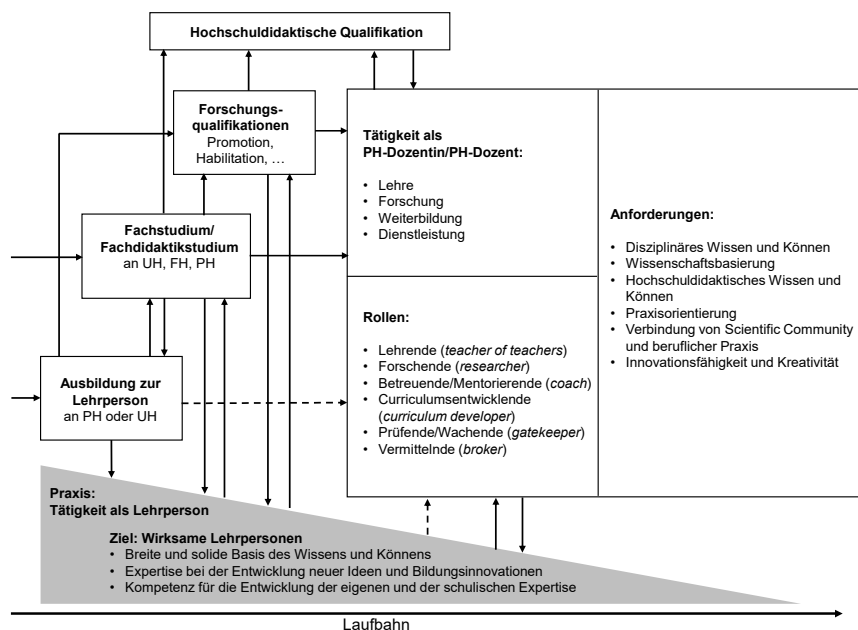 Hochschuldidaktische Qualifikation
Forschungs-
qualifikationen
Promotion,
Habilitation, …
Fachstudium/
Fachdidaktikstudium
an UH, FH, PH
Ausbildung zur
Lehrperson
an PH oder UH
Tätigkeit als
PH-Dozentin/PH-Dozent:
• Lehre
• Forschung
• Weiterbildung
• Dienstleistung
Rollen:
• Lehrende (teacher of teachers)
• Forschende (researcher)
• Betreuende/Mentorierende (coach)
• Curriculumsentwicklende
(curriculum developer)
• Prüfende/Wachende (gatekeeper)
• Vermittelnde (broker)
Anforderungen:
• Disziplinäres Wissen und Können
• Wissenschaftsbasierung
• Hochschuldidaktisches Wissen und
Können
• Praxisorientierung
• Verbindung von Scientific Community
und beruflicher Praxis
• Innovationsfähigkeit und Kreativität
Praxis:
Tätigkeit als Lehrperson
Ziel: Wirksame Lehrpersonen
• Breite und solide Basis des Wissens und Könnens
• Expertise bei der Entwicklung neuer Ideen und Bildungsinnovationen
• Kompetenz für die Entwicklung der eigenen und der schulischen Expertise
Laufbahn